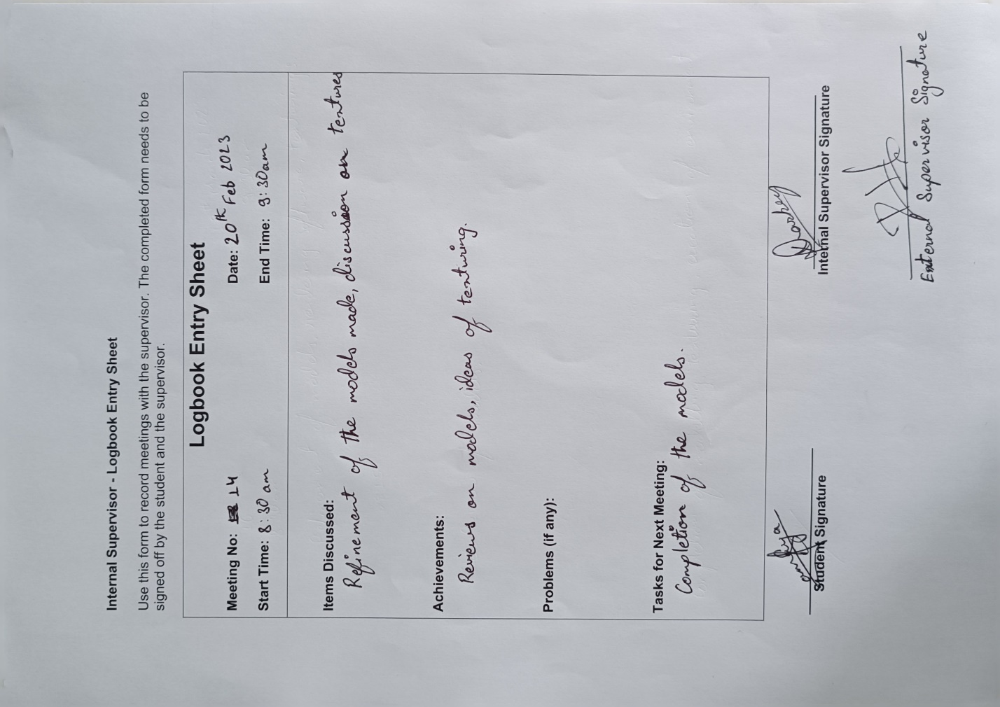 Internal Supervisor - Logbook Entry Sheet
Use this form to record meetings with the supervisor. The completed form needs to be
signed off by the student and the supervisor.
Logbook Entry Sheet
Meeting No: 14 Date: 20th Feb 2023
Start Time: 8:30 am End Time: 9:30am
Items Discussed:
Refinement of the models made, discussion on textures
Achievements:
Reviews on models, ideas of texturing.
Problems (if any):
Tasks for Next Meeting:
Completion of the models.
Student Signature Internal Supervisor Signature
External Supervisor Signature